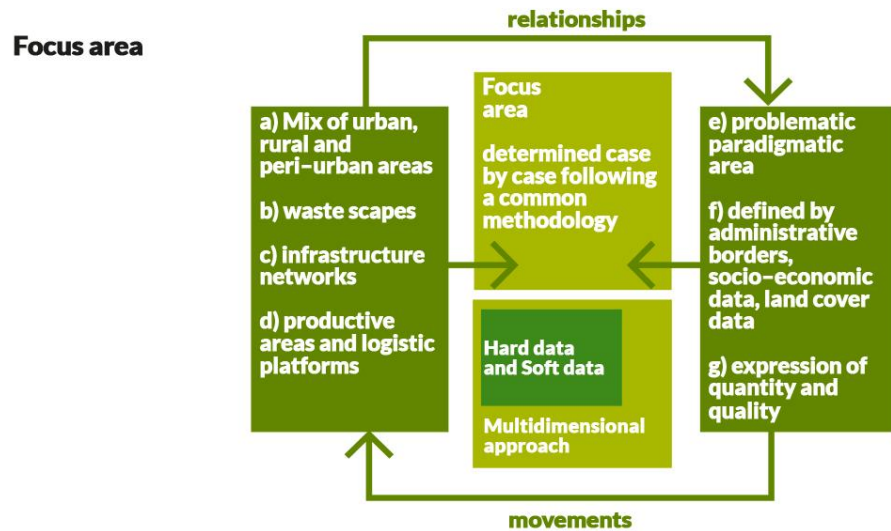 Focus area
relationships
a) Mix of urban,
rural and
peri-urban areas
b) waste scapes
c) infrastructure
networks
d) productive
areas and logistic
platforms
Focus
area
determined case
by case following
a common
methodology
Hard data
and Soft data
Multidimensional
approach
e) problematic
paradigmatic
area
f) defined by
administrative
borders,
socio-economic
data, land cover
data
g) expression of
quantity and
quality
movements